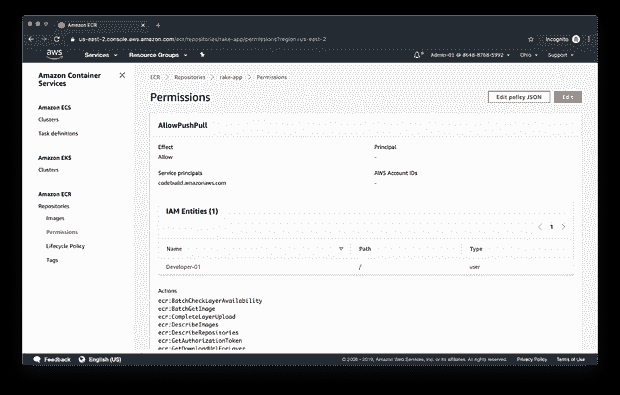 Amazon ECR
us-east-2.console.aws.amazon.com/ecr/repositories/rake-app/permissions?region=us-east-2
Incognito
aws
Services
Resource Groups
Admin-01 @ 8648-8768-5992
Ohio
Support
Amazon Container
Services
Amazon ECS
Clusters
Task definitions
Amazon EKS
Clusters
Amazon ECR
Repositories
Images
Permissions
Lifecycle Policy
Tags
ECR > Repositories > rake-app > Permissions
Permissions
Edit policy JSON
Edit
AllowPushPull
Effect
Principal
Allow
-
Service principals
AWS Account IDs
codebuild.amazonaws.com
-
IAM Entities (1)
1
Name
Path
Type
Developer-01
/
user
Actions
ecr:BatchCheckLayerAvailability
ecr:BatchGetImage
ecr:CompleteLayerUpload
ecr:DescribeImages
ecr:DescribeRepositories
ecr:GetAuthorizationToken
ecr:GetDownloadUrlForLayer
Feedback
English (US)
© 2008 - 2019, Amazon Web Services, Inc. or its affiliates. All rights reserved.
Privacy Policy
Terms of Use